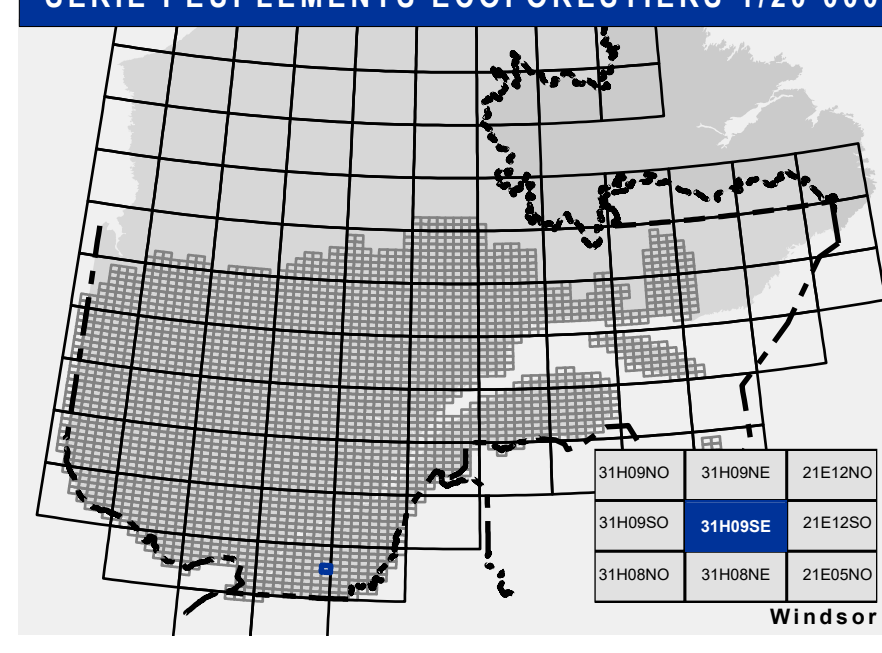 SÉRIE PEUPLEMENTS ÉCOFORESTIERS 1/20 000
31H09NO 31H09NE 21E12NO
31H09SO 31H09SE 21E12SO
31H08NO 31H08NE 21E05NO
Windsor